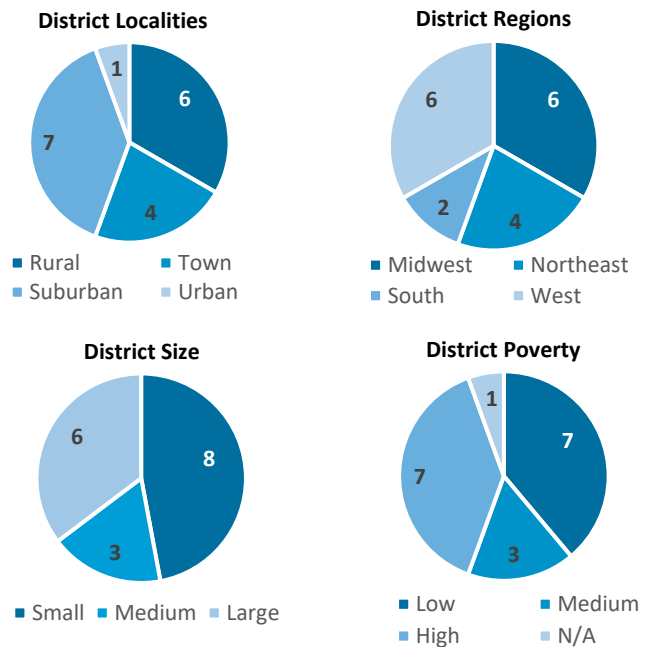 District Localities
1
6
7
4
Rural Town
Suburban Urban
District Regions
6
6
2
4
Midwest Northeast
South West
District Size
6
8
3
Small Medium Large
District Poverty
1
7
7
3
Low Medium
High N/A